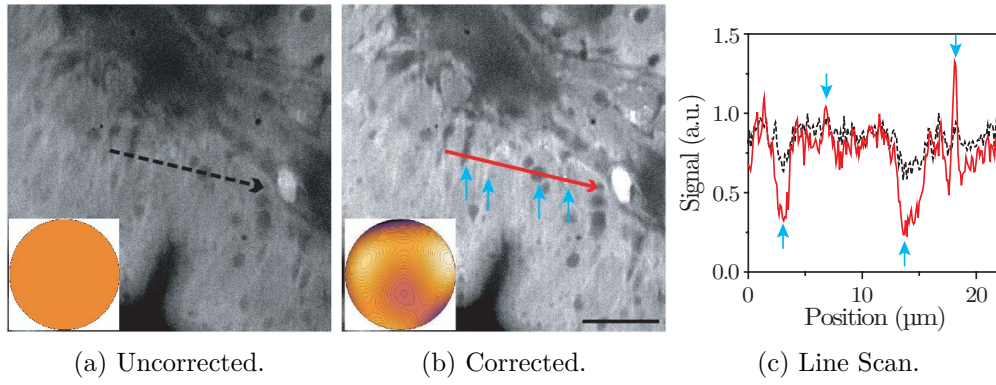 1.5
1.0
0.5
0.0
Signal (a.u.)
0
10
20
Position (µm)
(a) Uncorrected.
(b) Corrected.
(c) Line Scan.